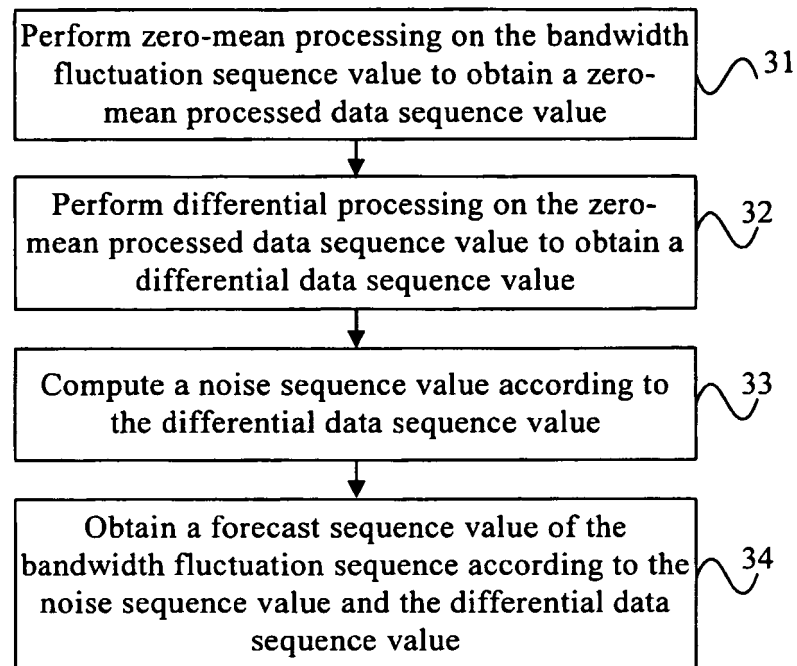 Perform zero-mean processing on the bandwidth
fluctuation sequence value to obtain a zero-
mean processed data sequence value
31
Perform differential processing on the zero-
mean processed data sequence value to obtain a
differential data sequence value
32
Compute a noise sequence value according to
the differential data sequence value
33
Obtain a forecast sequence value of the
bandwidth fluctuation sequence according to the
noise sequence value and the differential data
sequence value
34